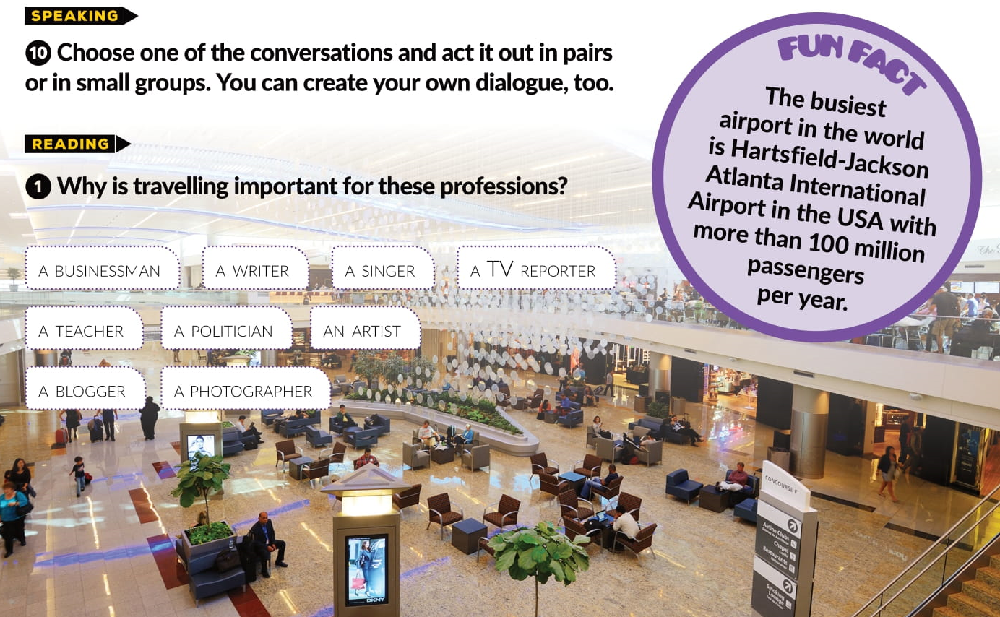 SPEAKING
10 Choose one of the conversations and act it out in pairs
or in small groups. You can create your own dialogue, too.
READING
1 Why is travelling important for these professions?
A BUSINESSMAN
A WRITER
A SINGER
A TV REPORTER
A TEACHER
A POLITICIAN
AN ARTIST
A BLOGGER
A PHOTOGRAPHER
FUN FACT
The busiest
airport in the world
is Hartsfield-Jackson
Atlanta International
Airport in the USA with
more than 100 million
passengers
per year.
CONCOURSE F
Airline Clubs
Chapel
Restaurants
Smoking
Lounge
DKNY